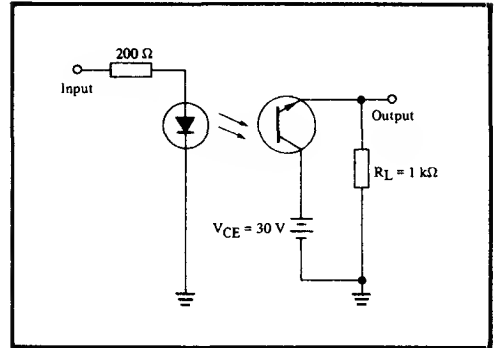 200 Ω
Input
Output
R_L = 1 kΩ
V_CE = 30 V